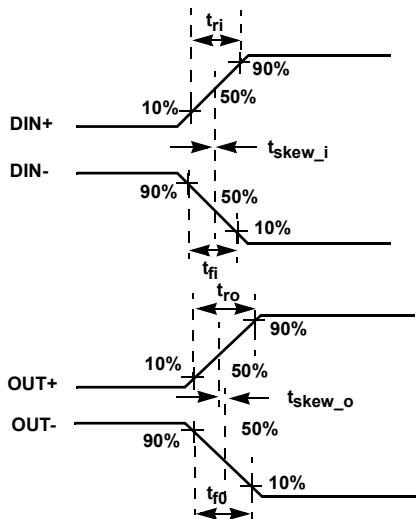 tri
90%
10%
50%
DIN+
tskew_i
DIN-
50%
90%
10%
tfi
tro
90%
10%
50%
OUT+
tskew_o
OUT-
50%
90%
10%
tf0